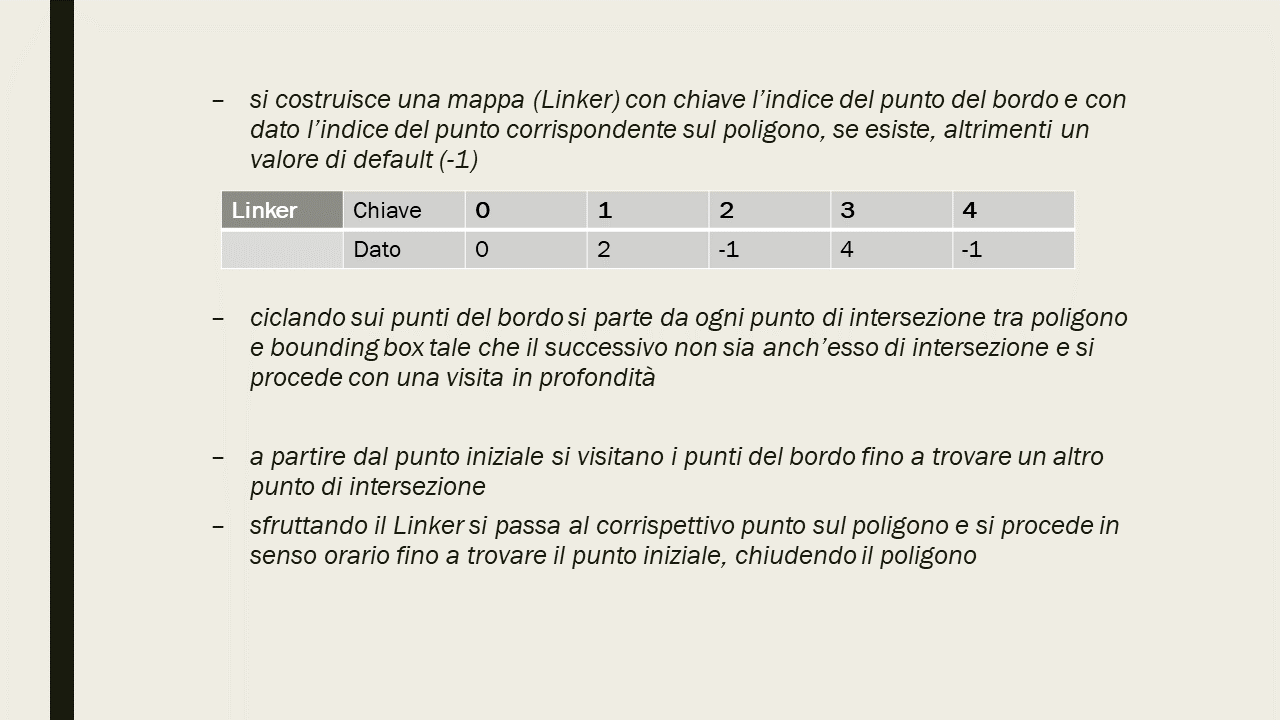 – si costruisce una mappa (Linker) con chiave l’indice del punto del bordo e con
dato l’indice del punto corrispondente sul poligono, se esiste, altrimenti un
valore di default (-1)
Linker Chiave 0 1 2 3 4
Dato 0 2 -1 4 -1
– ciclando sui punti del bordo si parte da ogni punto di intersezione tra poligono
e bounding box tale che il successivo non sia anch’esso di intersezione e si
procede con una visita in profondità
– a partire dal punto iniziale si visitano i punti del bordo fino a trovare un altro
punto di intersezione
– sfruttando il Linker si passa al corrispettivo punto sul poligono e si procede in
senso orario fino a trovare il punto iniziale, chiudendo il poligono